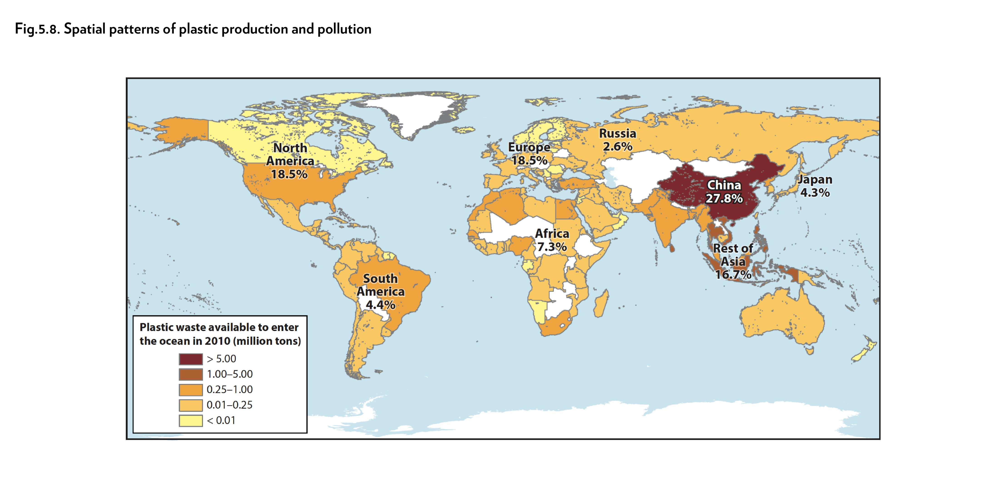 Fig.5.8. Spatial patterns of plastic production and pollution
North
America
18.5%
Europe
18.5%
Russia
2.6%
China
27.8%
Japan
4.3%
Africa
7.3%
Rest of
Asia
16.7%
South
America
4.4%
Plastic waste available to enter
the ocean in 2010 (million tons)
> 5.00
1.00–5.00
0.25–1.00
0.01–0.25
< 0.01